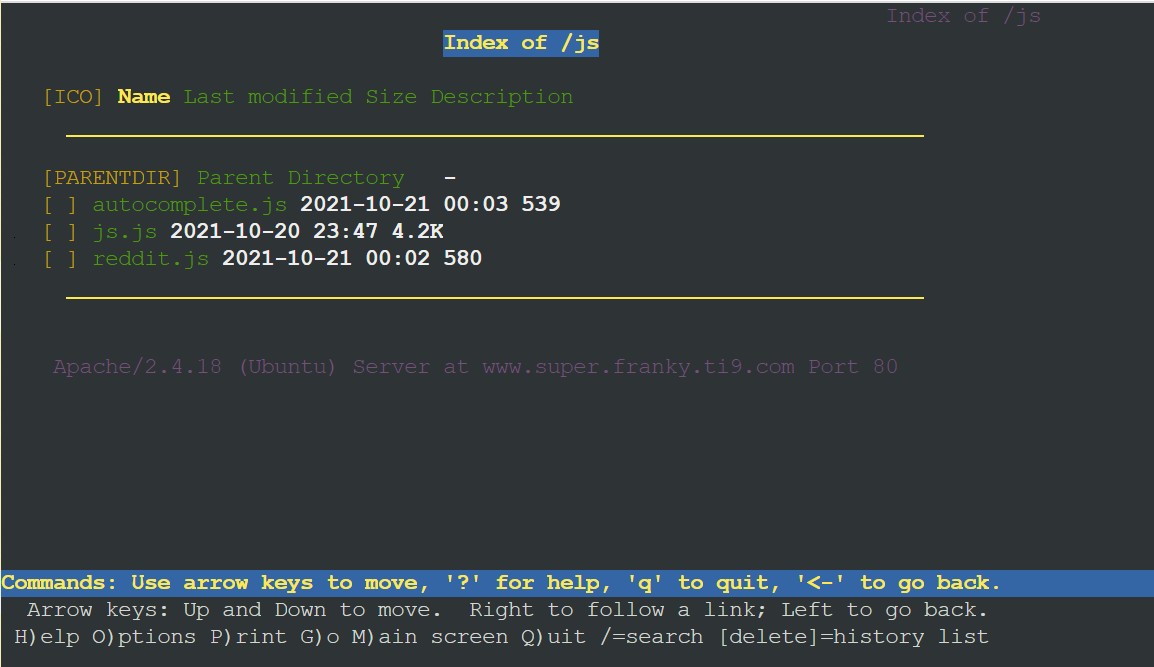 Index of /js
Index of /js
[ICO] Name Last modified Size Description
[PARENTDIR] Parent Directory   -
[ ] autocomplete.js 2021-10-21 00:03 539
[ ] js.js 2021-10-20 23:47 4.2K
[ ] reddit.js 2021-10-21 00:02 580
Apache/2.4.18 (Ubuntu) Server at www.super.franky.ti9.com Port 80
Commands: Use arrow keys to move, '?' for help, 'q' to quit, '<-' to go back.
Arrow keys: Up and Down to move.  Right to follow a link; Left to go back.
H)elp O)ptions P)rint G)o M)ain screen Q)uit /=search [delete]=history list